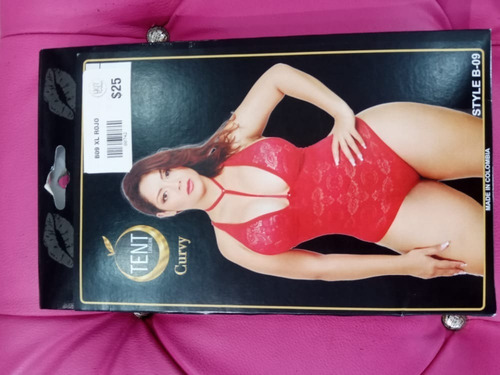 B09 XL ROJO
$25
TENT
Curvy
STYLE B-09
MADE IN COLOMBIA